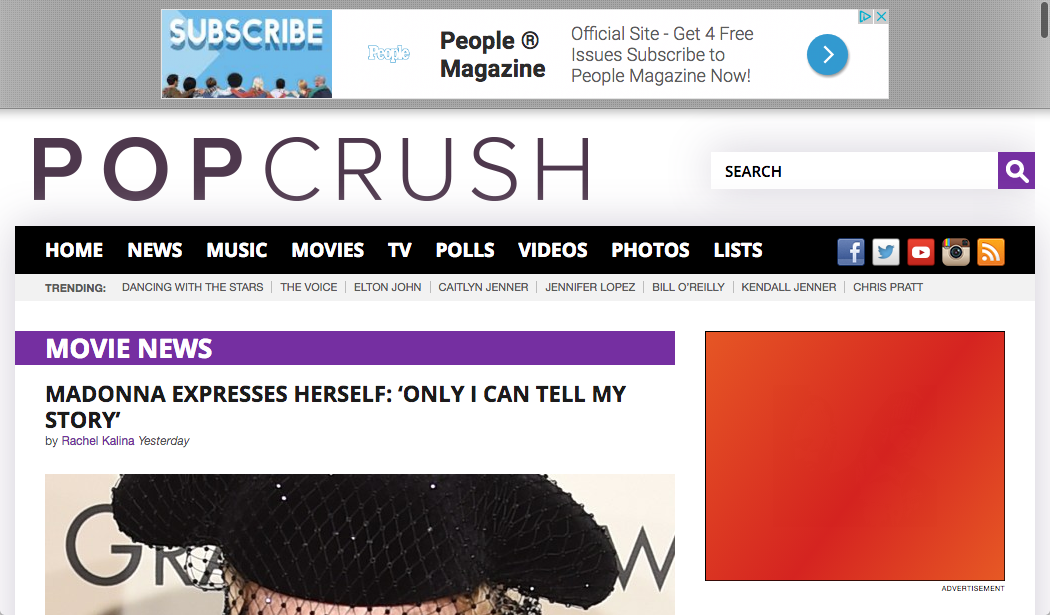 SUBSCRIBE
People
People ®
Magazine
Official Site - Get 4 Free
Issues Subscribe to
People Magazine Now!
POPCRUSH
SEARCH
HOME NEWS MUSIC MOVIES TV POLLS VIDEOS PHOTOS LISTS
TRENDING: DANCING WITH THE STARS THE VOICE ELTON JOHN CAITLYN JENNER JENNIFER LOPEZ BILL O'REILLY KENDALL JENNER CHRIS PRATT
MOVIE NEWS
MADONNA EXPRESSES HERSELF: ‘ONLY I CAN TELL MY
STORY’
by Rachel Kalina Yesterday
ADVERTISEMENT